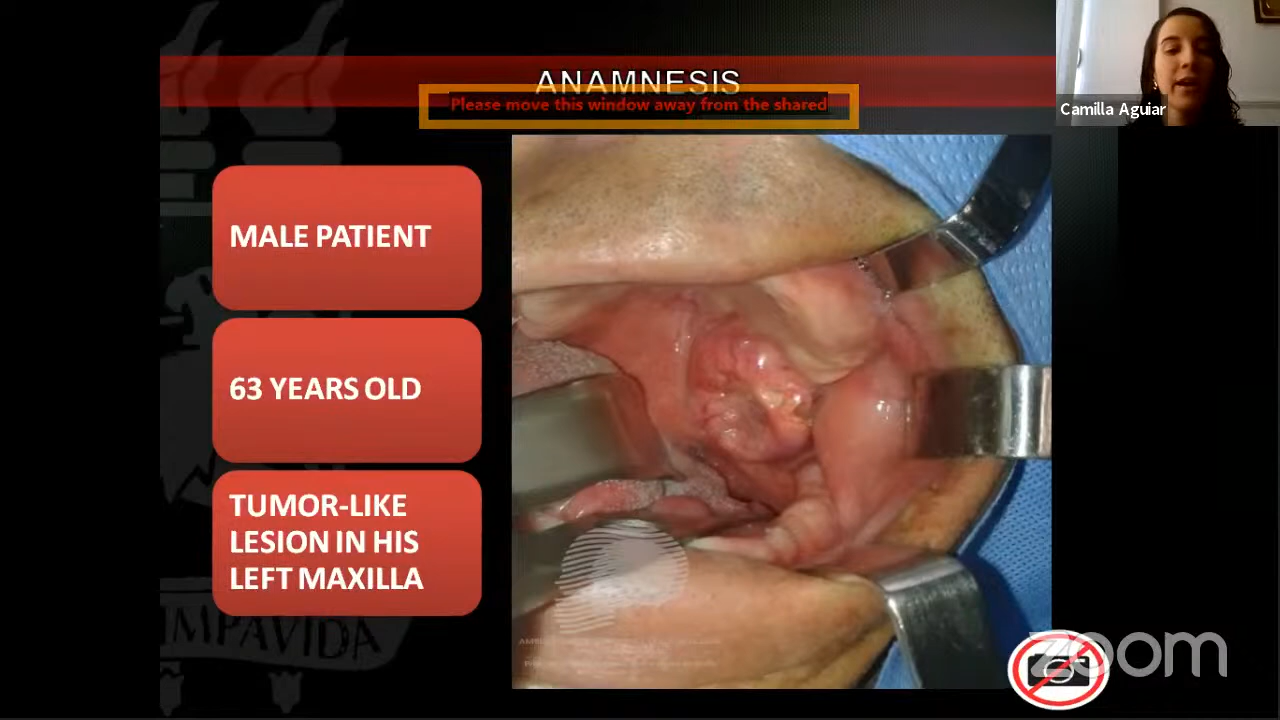 ANAMNESIS
Please move this window away from the shared
Camilla Aguiar
MALE PATIENT
63 YEARS OLD
TUMOR-LIKE
LESION IN HIS
LEFT MAXILLA
IMPAVIDA
zoom